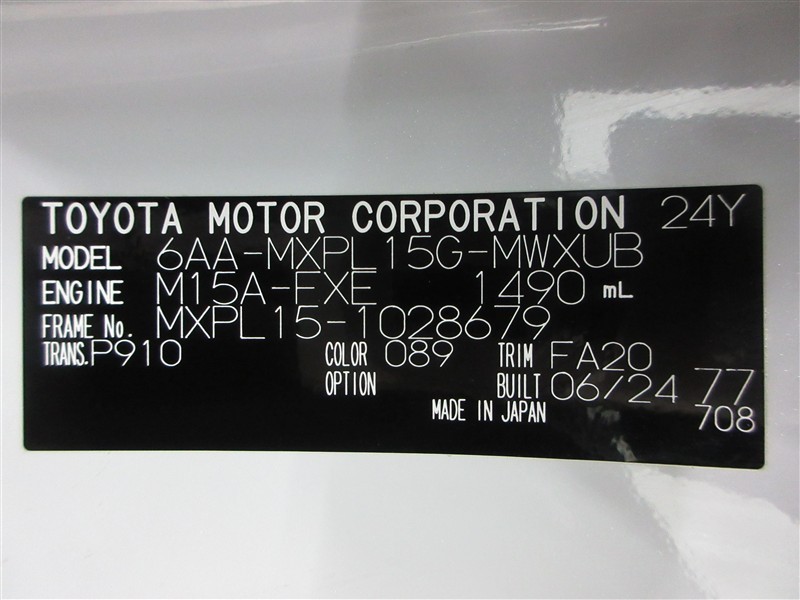 TOYOTA MOTOR CORPORATION 24Y
MODEL 6AA-MXPL15G-MWXUB
ENGINE M15A-FXE 1490 mL
FRAME No. MXPL15-1028679
TRANS. P910 COLOR 089 TRIM FA20
OPTION BUILT 06/24 77
MADE IN JAPAN 708